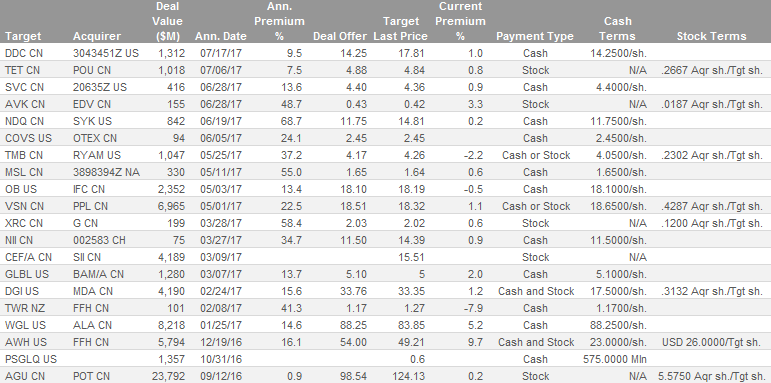 Deal Ann. Current
Value Premium Target Premium Cash
Target Acquirer ($M) Ann. Date % Deal Offer Last Price % Payment Type Terms Stock Terms
DDC CN 3043451Z US 1,312 07/17/17 9.5 14.25 17.81 1.0 Cash 14.2500/sh.
TET CN POU CN 1,018 07/06/17 7.5 4.88 4.84 0.8 Stock N/A .2667 Aqr sh./Tgt sh.
SVC CN 20635Z US 416 06/28/17 13.6 4.40 4.36 0.9 Cash 4.4000/sh.
AVK CN EDV CN 155 06/28/17 48.7 0.43 0.42 3.3 Stock N/A .0187 Aqr sh./Tgt sh.
NDQ CN SYK US 842 06/19/17 68.7 11.75 14.81 0.2 Cash 11.7500/sh.
COVS US OTEX CN 94 06/05/17 24.1 2.45 2.45 Cash 2.4500/sh.
TMB CN RYAM US 1,047 05/25/17 37.2 4.17 4.26 -2.2 Cash or Stock 4.0500/sh. .2302 Aqr sh./Tgt sh.
MSL CN 3898394Z NA 330 05/11/17 55.0 1.65 1.64 0.6 Cash 1.6500/sh.
OB US IFC CN 2,352 05/03/17 13.4 18.10 18.19 -0.5 Cash 18.1000/sh.
VSN CN PPL CN 6,965 05/01/17 22.5 18.51 18.32 1.1 Cash or Stock 18.6500/sh. .4287 Aqr sh./Tgt sh.
XRC CN G CN 199 03/28/17 58.4 2.03 2.02 0.6 Stock N/A .1200 Aqr sh./Tgt sh.
NII CN 002583 CH 75 03/27/17 34.7 11.50 14.39 0.9 Cash 11.5000/sh.
CEF/A CN SII CN 4,189 03/09/17 15.51 Stock N/A
GLBL US BAM/A CN 1,280 03/07/17 13.7 5.10 5 2.0 Cash 5.1000/sh.
DGI US MDA CN 4,190 02/24/17 15.6 33.76 33.35 1.2 Cash and Stock 17.5000/sh. .3132 Aqr sh./Tgt sh.
TWR NZ FFH CN 101 02/08/17 41.3 1.17 1.27 -7.9 Cash 1.1700/sh.
WGL US ALA CN 8,218 01/25/17 14.6 88.25 83.85 5.2 Cash 88.2500/sh.
AWH US FFH CN 5,794 12/19/16 16.1 54.00 49.21 9.7 Cash and Stock 23.0000/sh. USD 26.0000/Tgt sh.
PSGLQ US 1,357 10/31/16 0.6 Cash 575.0000 Mln
AGU CN POT CN 23,792 09/12/16 0.9 98.54 124.13 0.2 Stock N/A 5.5750 Aqr sh./Tgt sh.